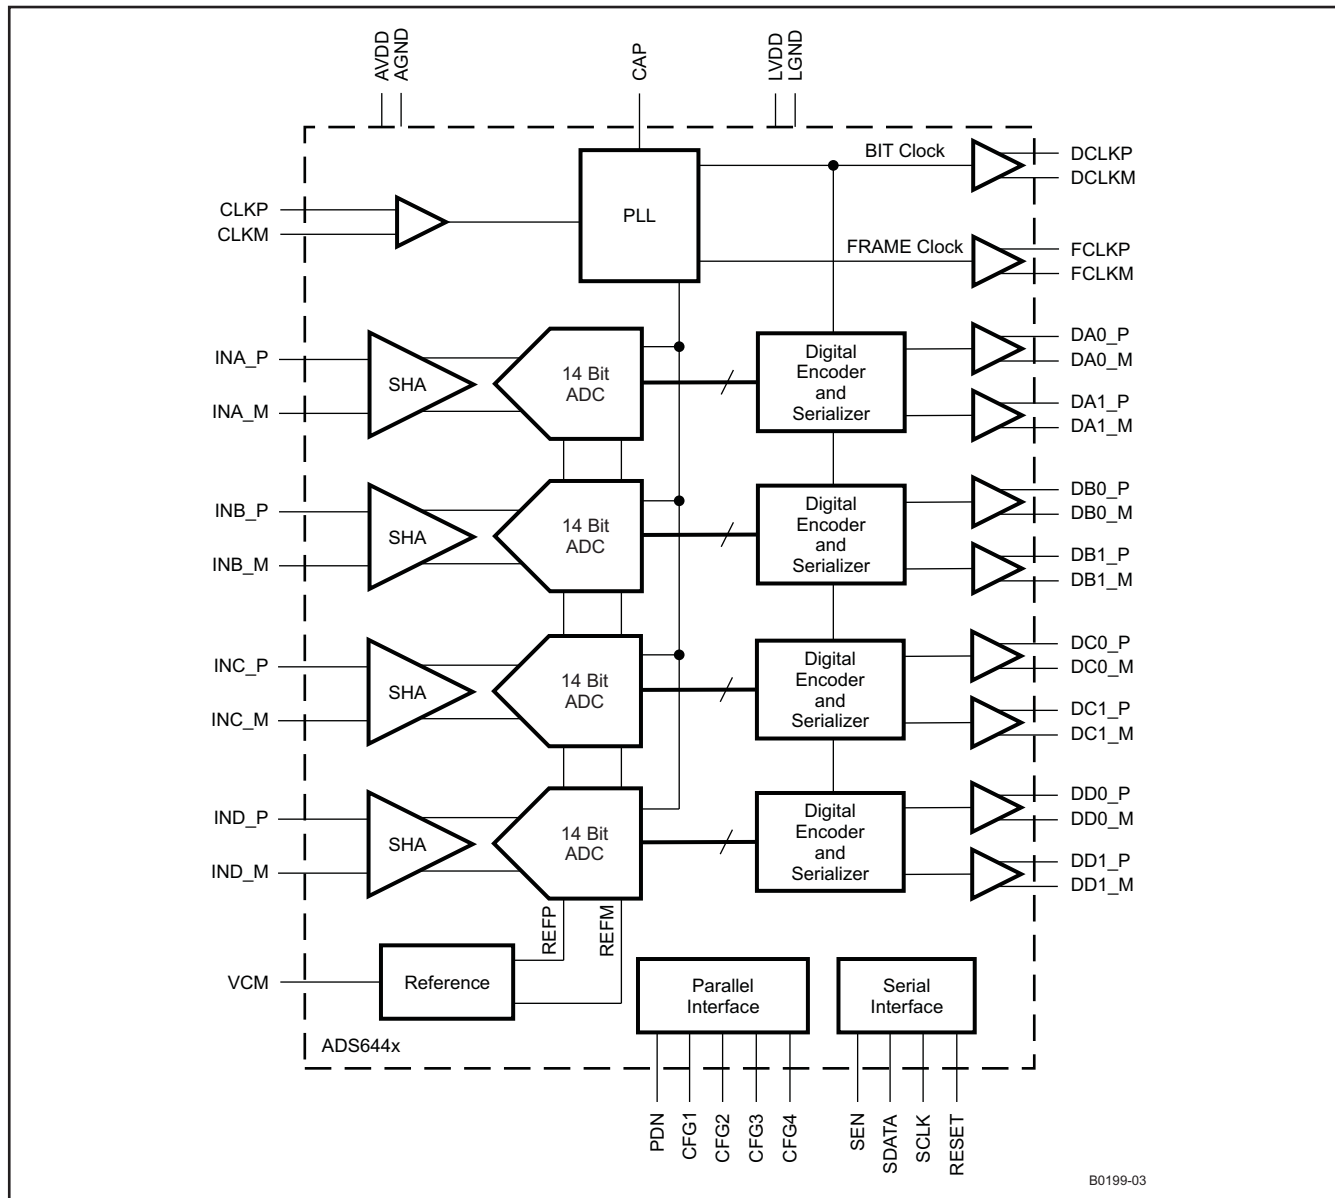 AVDD
AGND
CAP
LVDD
LGND
BIT Clock
DCLKP
DCLKM
CLKP
CLKM
PLL
FRAME Clock
FCLKP
FCLKM
INA_P
INA_M
SHA
14 Bit
ADC
Digital
Encoder
and
Serializer
DA0_P
DA0_M
DA1_P
DA1_M
INB_P
INB_M
SHA
14 Bit
ADC
Digital
Encoder
and
Serializer
DB0_P
DB0_M
DB1_P
DB1_M
INC_P
INC_M
SHA
14 Bit
ADC
Digital
Encoder
and
Serializer
DC0_P
DC0_M
DC1_P
DC1_M
IND_P
IND_M
SHA
14 Bit
ADC
Digital
Encoder
and
Serializer
DD0_P
DD0_M
DD1_P
DD1_M
REFP
REFM
VCM
Reference
Parallel
Interface
Serial
Interface
ADS644x
PDN
CFG1
CFG2
CFG3
CFG4
SEN
SDATA
SCLK
RESET
B0199-03